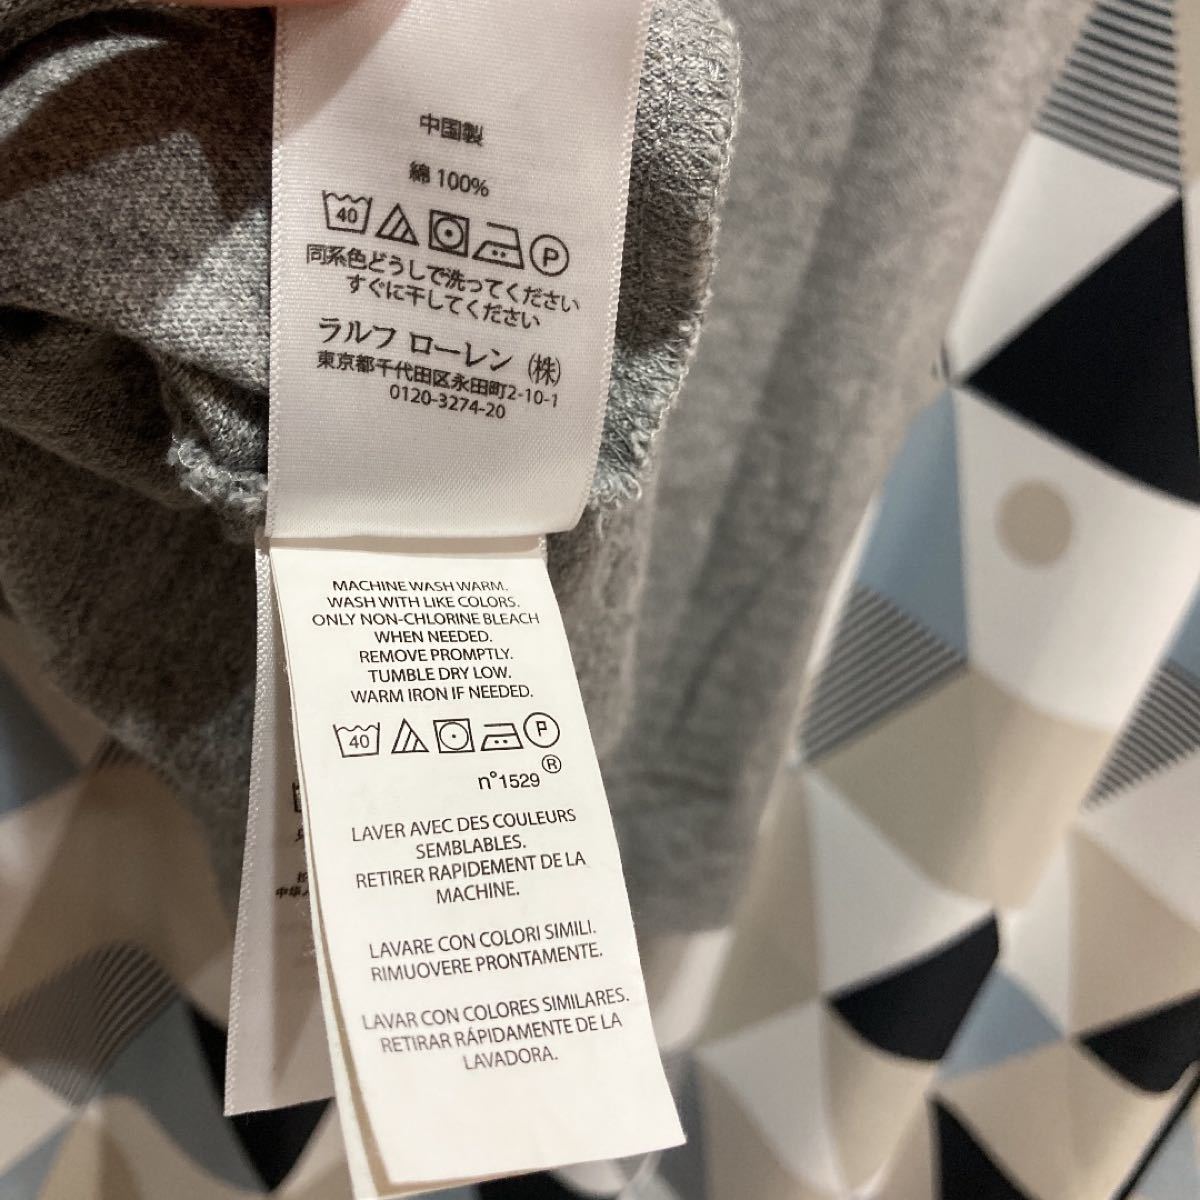 中国製
綿 100%
40 P
同系色どうしで洗ってください
すぐに干してください
ラルフ ローレン (株)
東京都千代田区永田町2-10-1
0120-3274-20
MACHINE WASH WARM.
WASH WITH LIKE COLORS.
ONLY NON-CHLORINE BLEACH
WHEN NEEDED.
REMOVE PROMPTLY.
TUMBLE DRY LOW.
WARM IRON IF NEEDED.
40 P
n°1529®
LAVER AVEC DES COULEURS
SEMBLABLES.
RETIRER RAPIDEMENT DE LA
MACHINE.
LAVARE CON COLORI SIMILI.
RIMUOVERE PRONTAMENTE.
LAVAR CON COLORES SIMILARES.
RETIRAR RÁPIDAMENTE DE LA
LAVADORA.